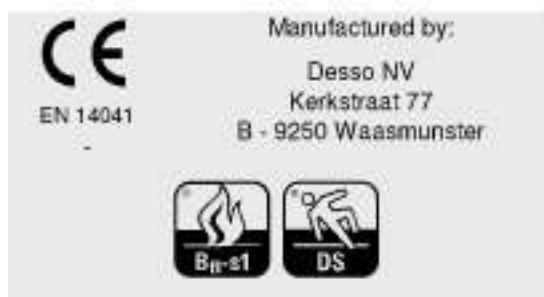 CE
EN 14041
-
Manufactured by:
Desso NV
Kerkstraat 77
B - 9250 Waasmunster
Bfl-s1
DS